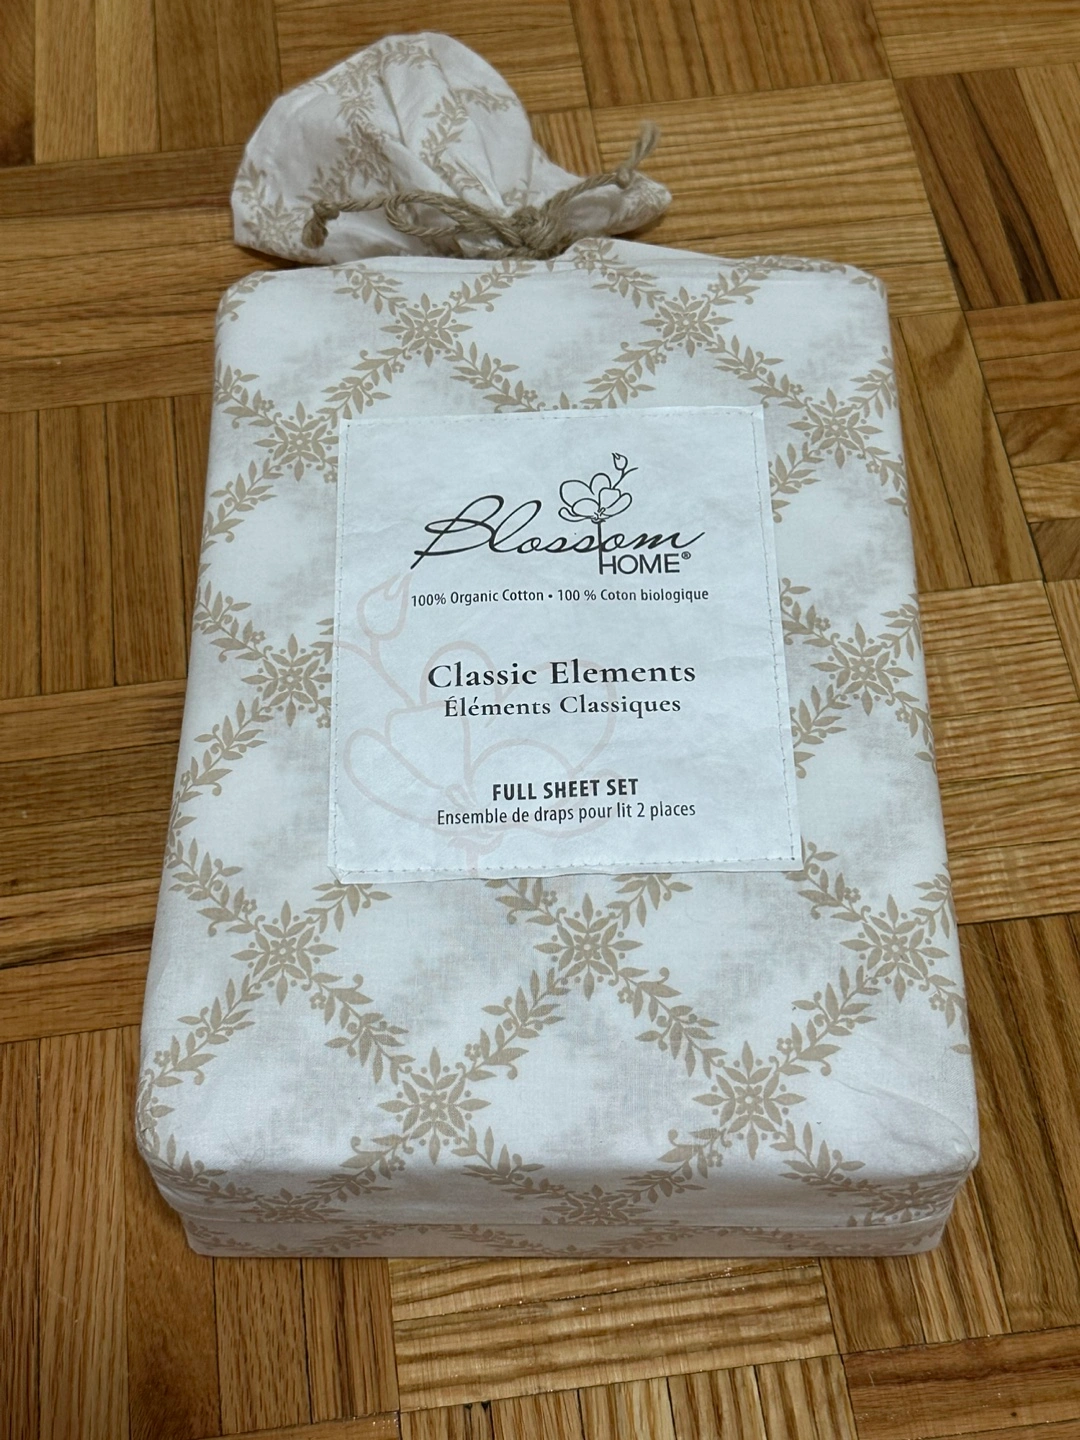 Blossom
HOME®
100% Organic Cotton • 100 % Coton biologique
Classic Elements
Éléments Classiques
FULL SHEET SET
Ensemble de draps pour lit 2 places